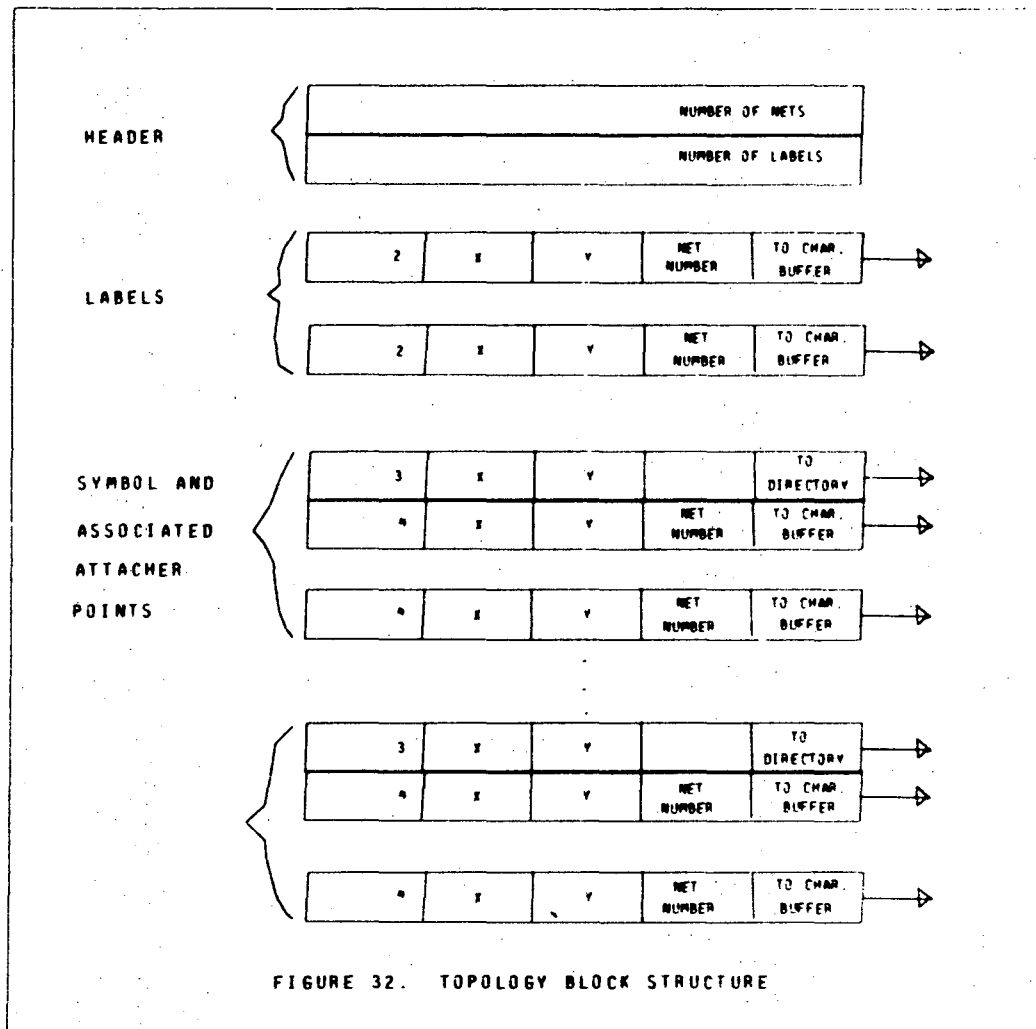 HEADER
NUMBER OF NETS
NUMBER OF LABELS
LABELS
2 X Y NET NUMBER TO CHAR. BUFFER
2 X Y NET NUMBER TO CHAR. BUFFER
SYMBOL AND
ASSOCIATED
ATTACHER
POINTS
3 X Y TO DIRECTORY
4 X Y NET NUMBER TO CHAR. BUFFER
4 X Y NET NUMBER TO CHAR. BUFFER
3 X Y TO DIRECTORY
4 X Y NET NUMBER TO CHAR. BUFFER
4 X Y NET NUMBER TO CHAR. BUFFER
FIGURE 32. TOPOLOGY BLOCK STRUCTURE